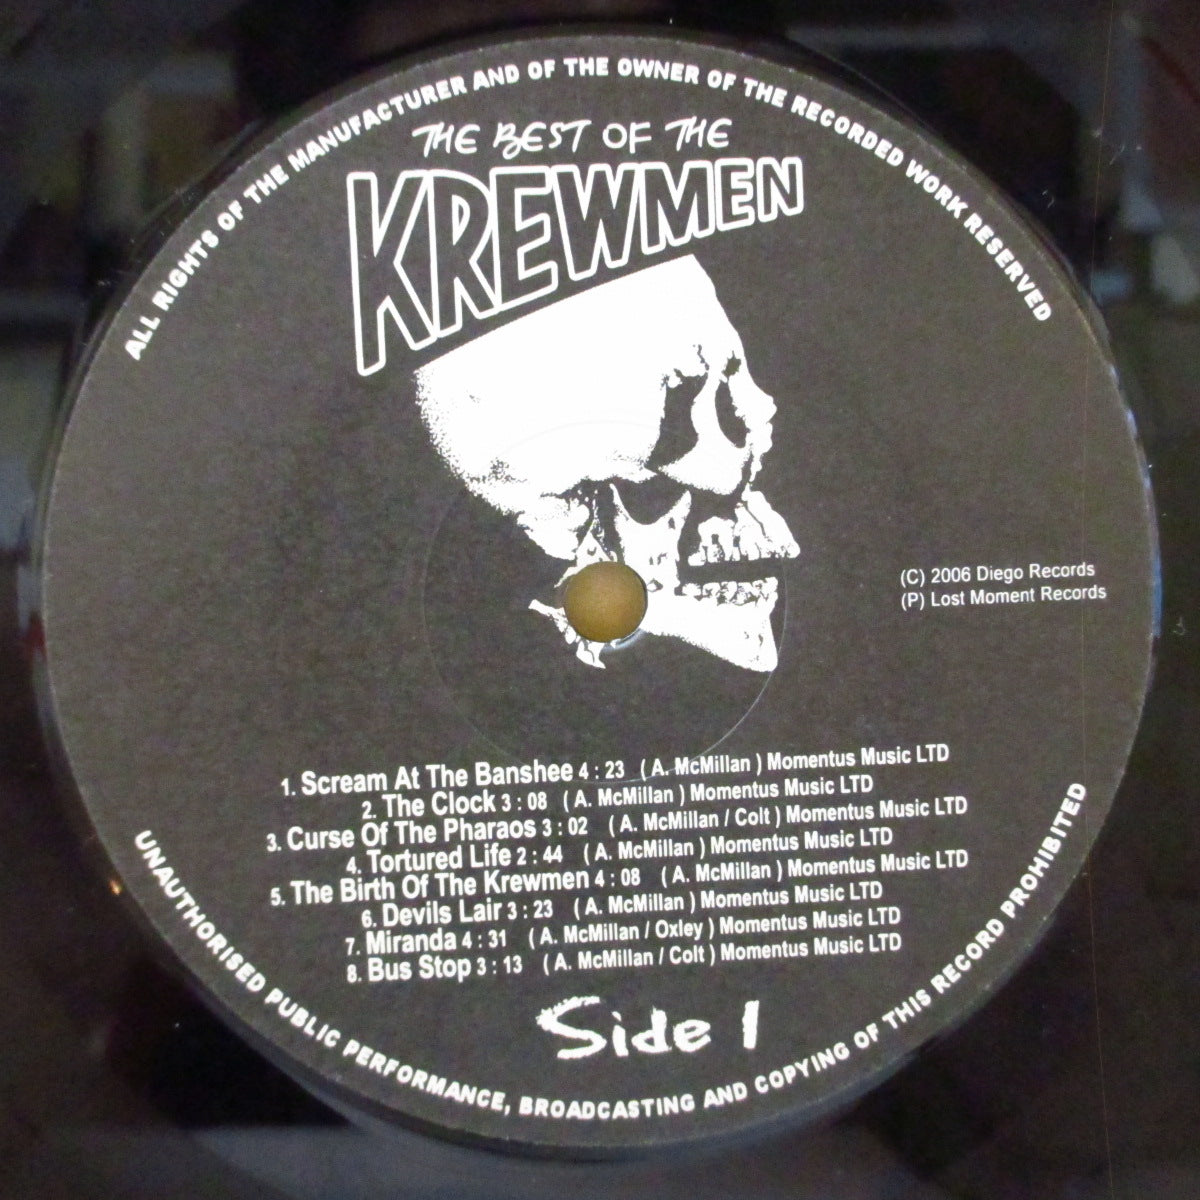 ALL RIGHTS OF THE MANUFACTURER AND OF THE OWNER OF THE RECORDED WORK RESERVED
THE BEST OF THE
KREWMEN
(C) 2006 Diego Records
(P) Lost Moment Records
1. Scream At The Banshee 4 : 23 ( A. McMillan ) Momentus Music LTD
2. The Clock 3 : 08 ( A. McMillan ) Momentus Music LTD
3. Curse Of The Pharaos 3 : 02 ( A. McMillan / Colt ) Momentus Music LTD
4. Tortured Life 2 : 44 ( A. McMillan ) Momentus Music LTD
5. The Birth Of The Krewmen 4 : 08 ( A. McMillan ) Momentus Music LTD
6. Devils Lair 3 : 23 ( A. McMillan ) Momentus Music LTD
7. Miranda 4 : 31 ( A. McMillan / Oxley ) Momentus Music LTD
8. Bus Stop 3 : 13 ( A. McMillan / Colt ) Momentus Music LTD
Side 1
UNAUTHORISED PUBLIC PERFORMANCE, BROADCASTING AND COPYING OF THIS RECORD PROHIBITED